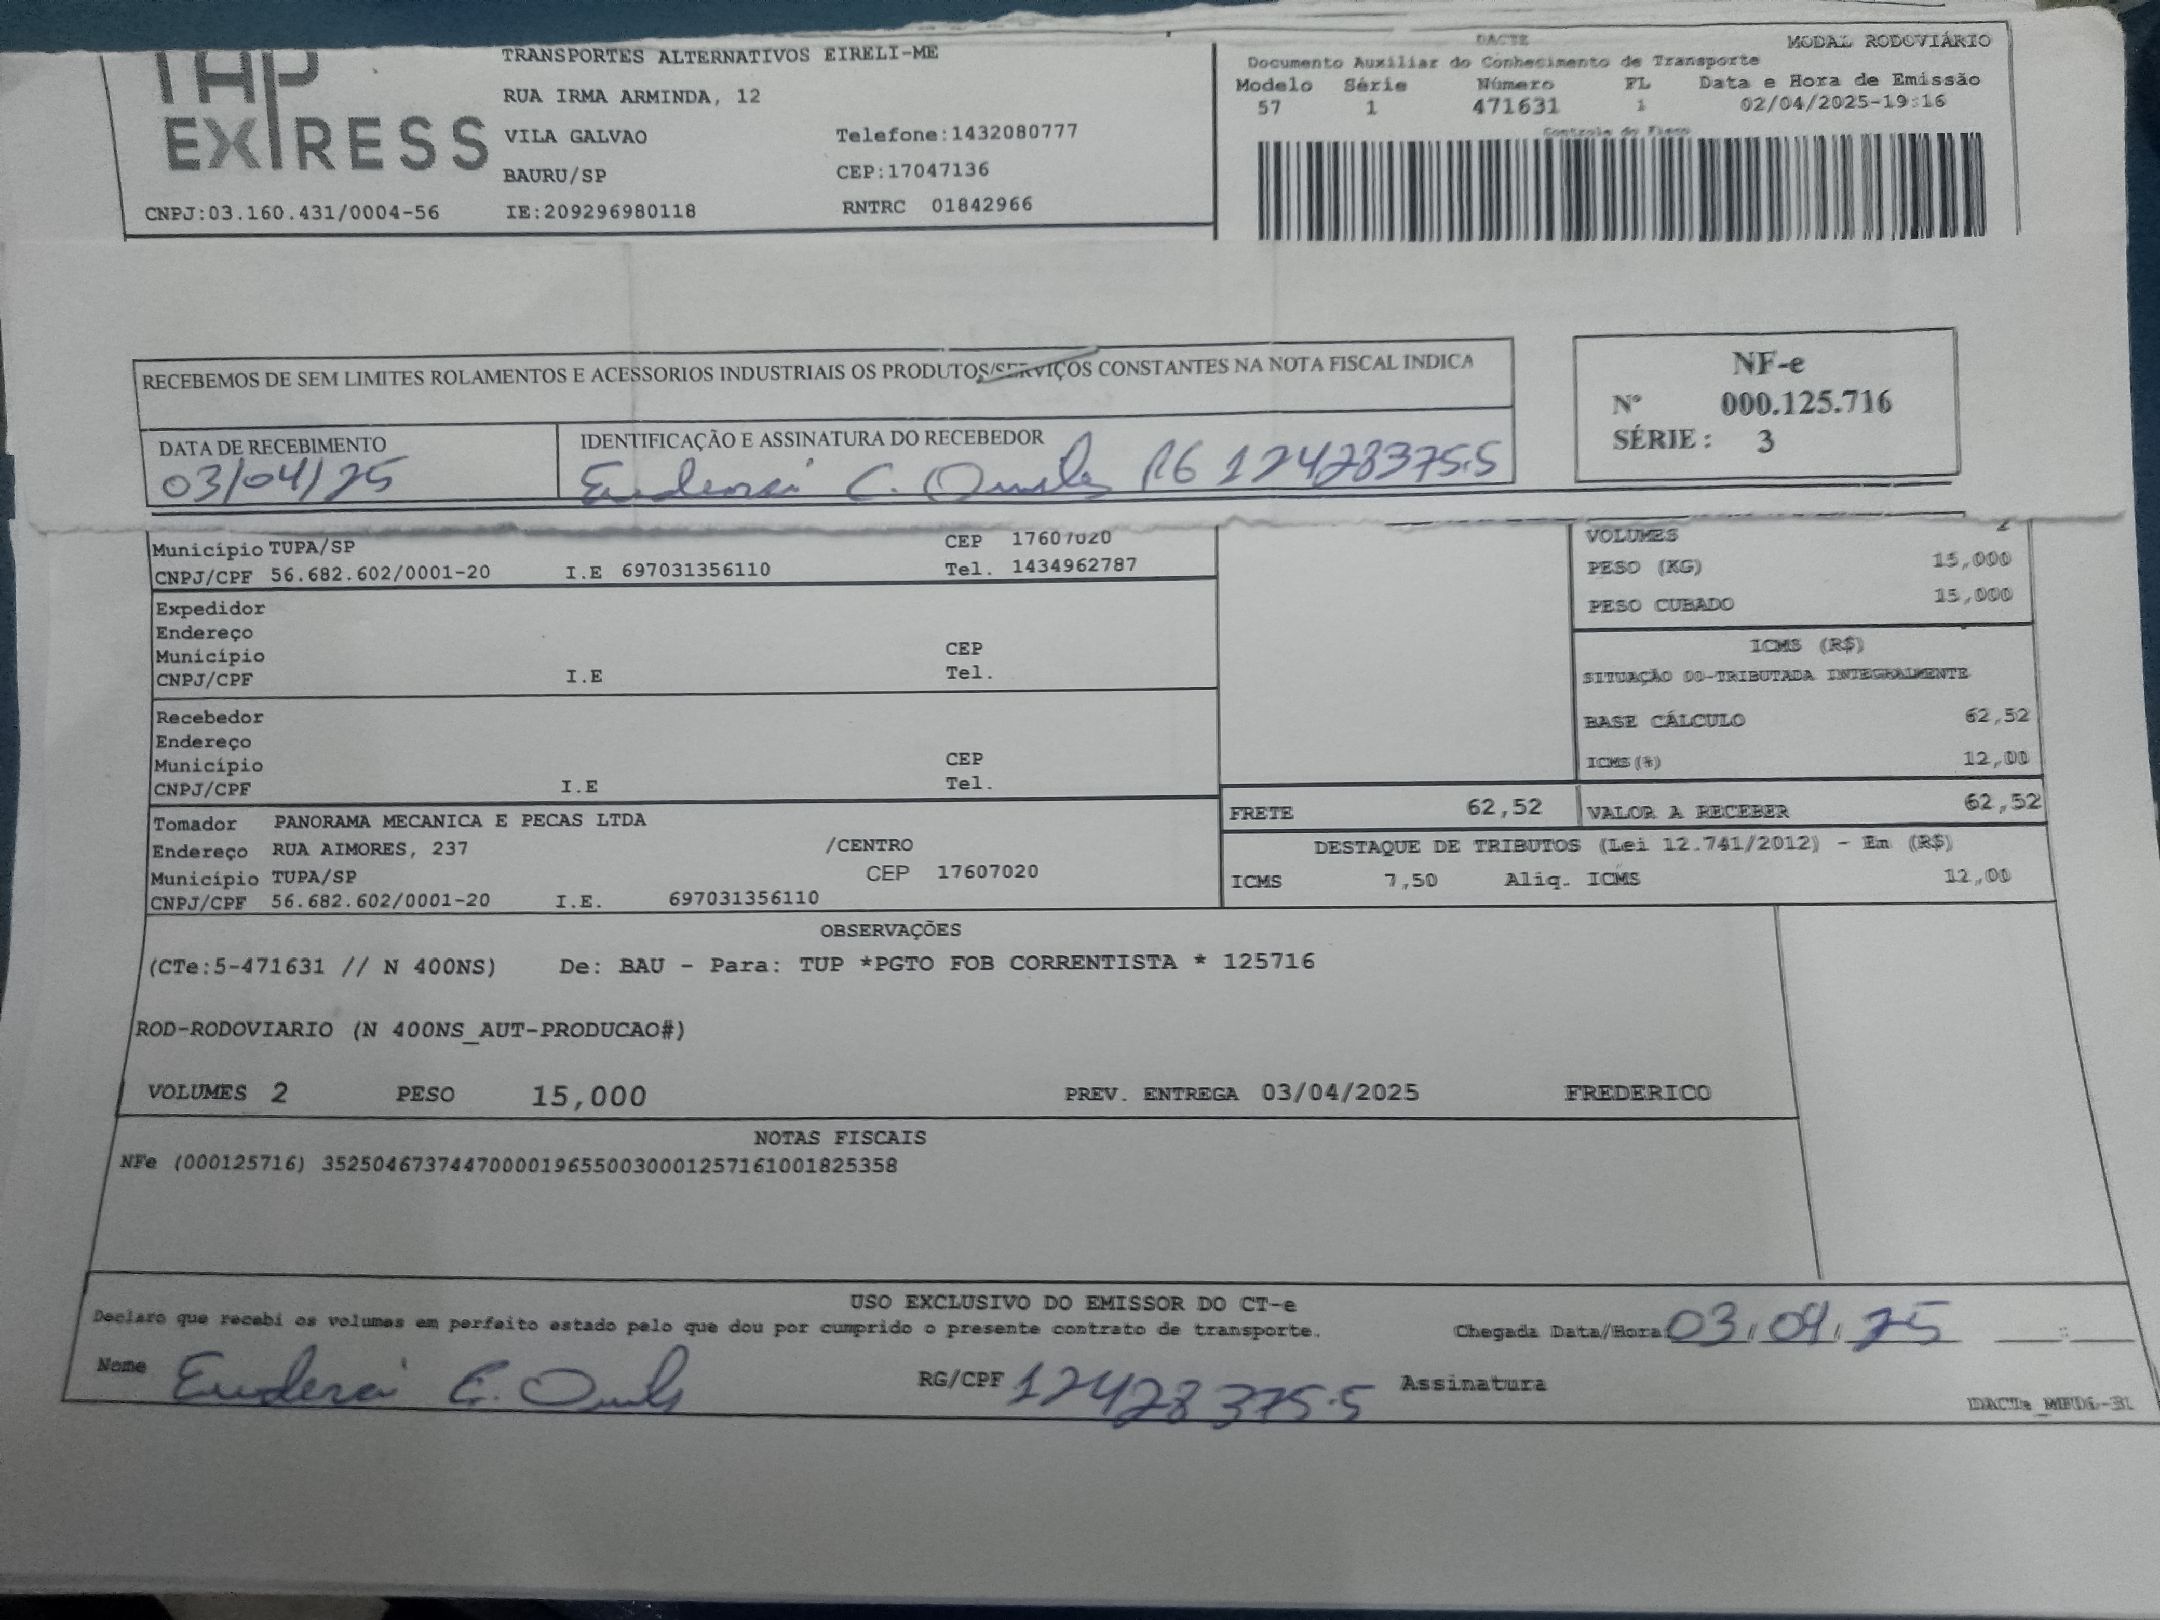 TAP
EXPRESS
TRANSPORTES ALTERNATIVOS EIRELI-ME
RUA IRMA ARMINDA, 12
VILA GALVAO Telefone:1432080777
BAURU/SP CEP:17047136
CNPJ:03.160.431/0004-56 IE:209296980118 RNTRC 01842966
DACTE MODAL RODOVIÁRIO
Documento Auxiliar do Conhecimento de Transporte
Modelo Série Número FL Data e Hora de Emissão
57 1 471631 1 02/04/2025-19:16
Controle do Fisco
RECEBEMOS DE SEM LIMITES ROLAMENTOS E ACESSORIOS INDUSTRIAIS OS PRODUTOS/SERVIÇOS CONSTANTES NA NOTA FISCAL INDICA
NF-e
Nº 000.125.716
SÉRIE: 3
DATA DE RECEBIMENTO IDENTIFICAÇÃO E ASSINATURA DO RECEBEDOR
03/04/25 C. RG 12428375.5
Município TUPA/SP CEP 17607020
CNPJ/CPF 56.682.602/0001-20 I.E 697031356110 Tel. 1434962787
VOLUMES 2
PESO (KG) 15,000
PESO CUBADO 15,000
Expedidor
Endereço
Município CEP
CNPJ/CPF I.E Tel.
ICMS (R$)
SITUAÇÃO 00-TRIBUTADA INTEGRALMENTE
BASE CÁLCULO 62,52
ICMS(%) 12,00
Recebedor
Endereço
Município CEP
CNPJ/CPF I.E Tel.
FRETE 62,52 VALOR A RECEBER 62,52
Tomador PANORAMA MECANICA E PECAS LTDA
Endereço RUA AIMORES, 237 /CENTRO
Município TUPA/SP CEP 17607020
CNPJ/CPF 56.682.602/0001-20 I.E. 697031356110
DESTAQUE DE TRIBUTOS (Lei 12.741/2012) - Em (R$)
ICMS 7,50 Aliq. ICMS 12,00
OBSERVAÇÕES
(CTe:5-471631 // N 400NS) De: BAU - Para: TUP *PGTO FOB CORRENTISTA * 125716
ROD-RODOVIARIO (N 400NS_AUT-PRODUCAO#)
VOLUMES 2 PESO 15,000 PREV. ENTREGA 03/04/2025 FREDERICO
NOTAS FISCAIS
NFe (000125716) 35250467374470000196550030001257161001825358
USO EXCLUSIVO DO EMISSOR DO CT-e
Declaro que recebi os volumes em perfeito estado pelo que dou por cumprido o presente contrato de transporte. Chegada Data/Hora: 03/04/25 __:__
Nome RG/CPF 12428375.5 Assinatura